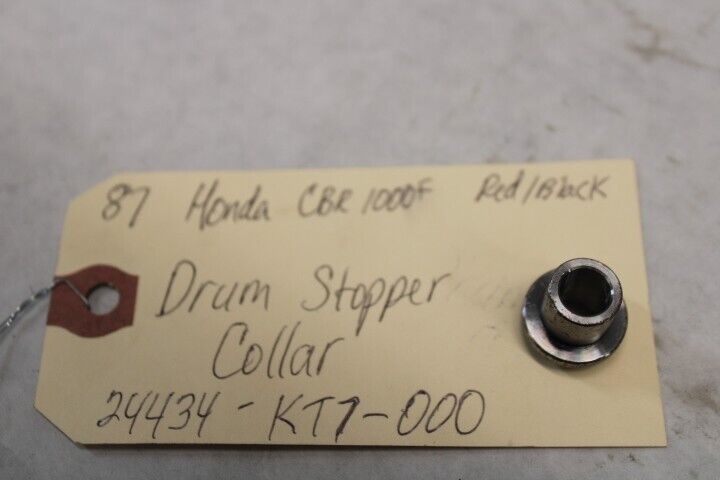 87 Honda CBR 1000F Red/Black
Drum Stopper
Collar
24434-KT7-000